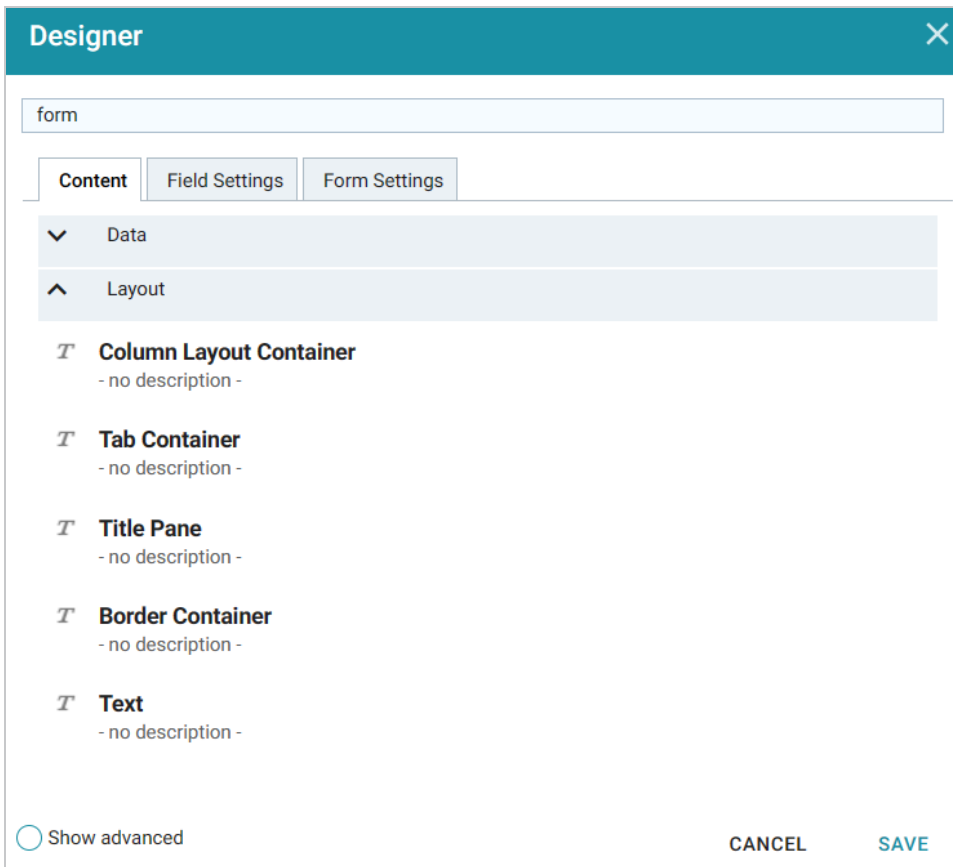 Designer
form
Content Field Settings Form Settings
Data
Layout
T Column Layout Container
- no description -
T Tab Container
- no description -
T Title Pane
- no description -
T Border Container
- no description -
T Text
- no description -
Show advanced CANCEL SAVE